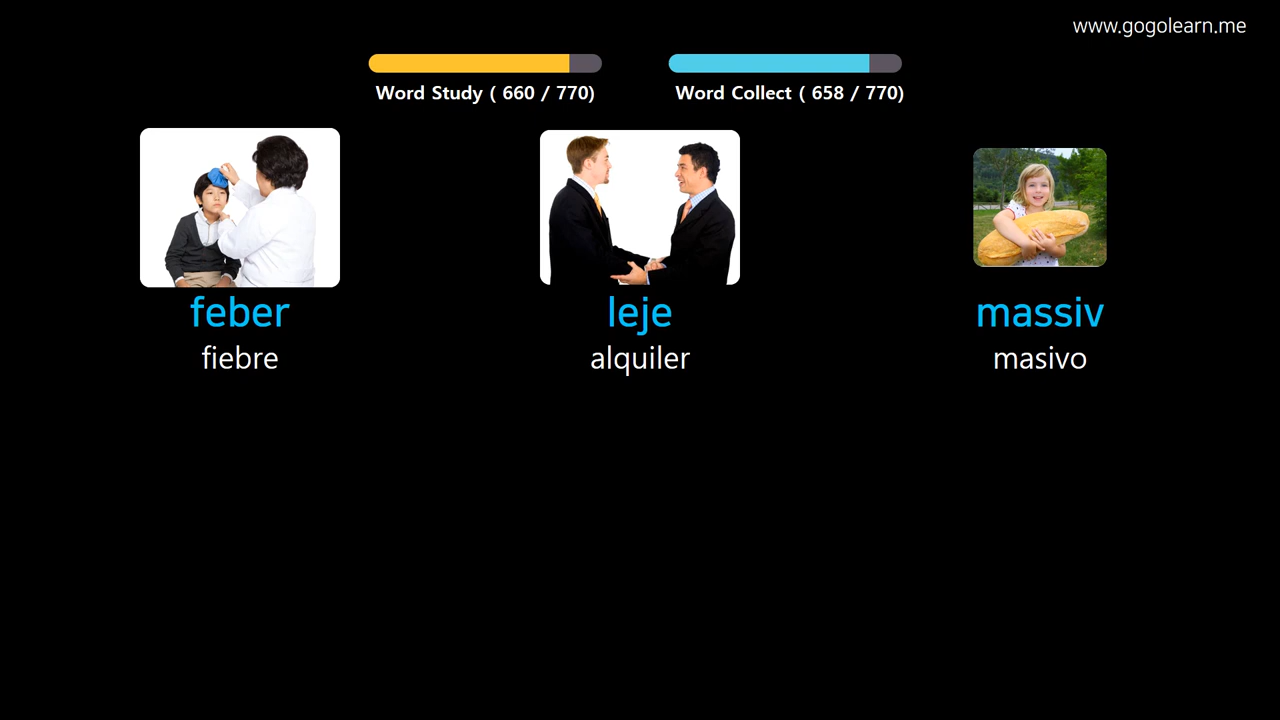 www.gogolearn.me
Word Study ( 660 / 770)
Word Collect ( 658 / 770)
feber
leje
massiv
fiebre
alquiler
masivo